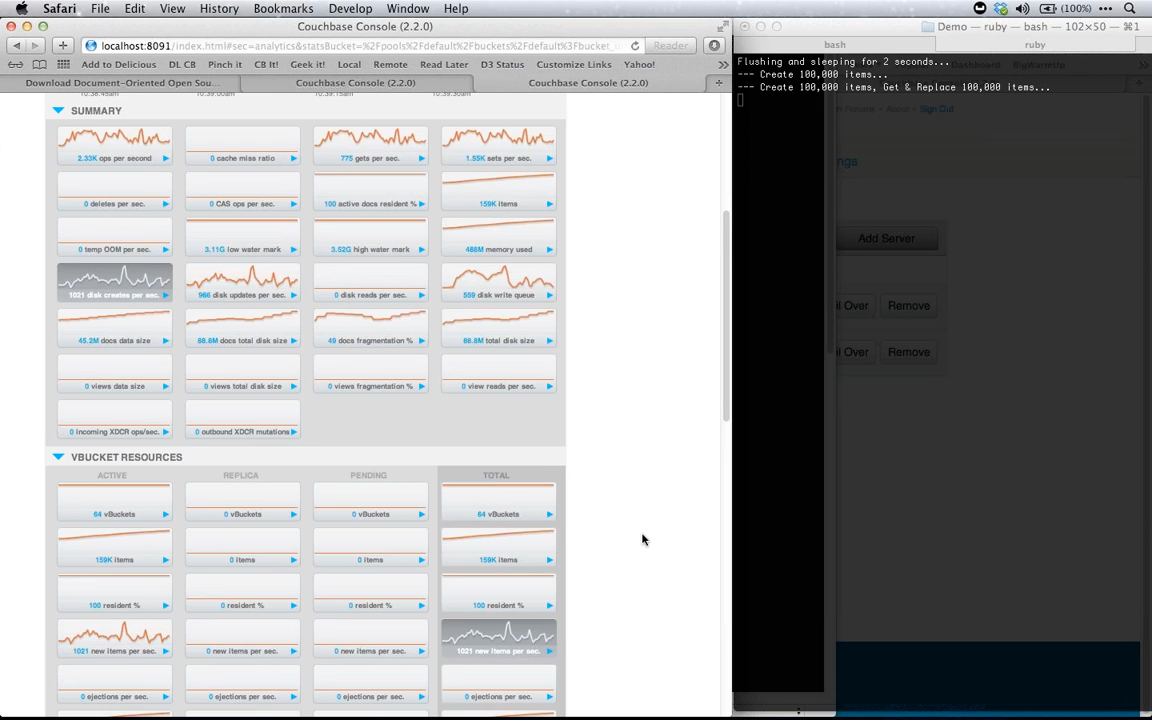 Safari File Edit View History Bookmarks Develop Window Help (100%)
Couchbase Console (2.2.0)
localhost:8091/index.html#sec=analytics&statsBucket=%2Fpools%2Fdefault%2Fbuckets%2Fdefault%3Fbucket_u Reader
Add to Delicious DL CB Pinch it CB It! Geek it! Local Remote Read Later D3 Status Customize Links Yahoo!
Download Document-Oriented Open Sou... Couchbase Console (2.2.0) Couchbase Console (2.2.0)
SUMMARY
2.33K ops per second 0 cache miss ratio 775 gets per sec. 1.55K sets per sec.
0 deletes per sec. 0 CAS ops per sec. 100 active docs resident % 159K items
0 temp OOM per sec. 3.11G low water mark 3.52G high water mark 488M memory used
1021 disk creates per sec. 966 disk updates per sec. 0 disk reads per sec. 559 disk write queue
45.2M docs data size 88.8M docs total disk size 49 docs fragmentation % 88.8M total disk size
0 views data size 0 views total disk size 0 views fragmentation % 0 view reads per sec.
0 incoming XDCR ops/sec. 0 outbound XDCR mutations
VBUCKET RESOURCES
ACTIVE REPLICA PENDING TOTAL
64 vBuckets 0 vBuckets 0 vBuckets 64 vBuckets
159K items 0 items 0 items 159K items
100 resident % 0 resident % 0 resident % 100 resident %
1021 new items per sec. 0 new items per sec. 0 new items per sec. 1021 new items per sec.
0 ejections per sec. 0 ejections per sec. 0 ejections per sec. 0 ejections per sec.
Demo — ruby — bash — 102×50 — ⌘1
bash ruby
Flushing and sleeping for 2 seconds...
--- Create 100,000 items...
--- Create 100,000 items, Get & Replace 100,000 items...
About • Sign Out
ngs
Add Server
l Over Remove
l Over Remove